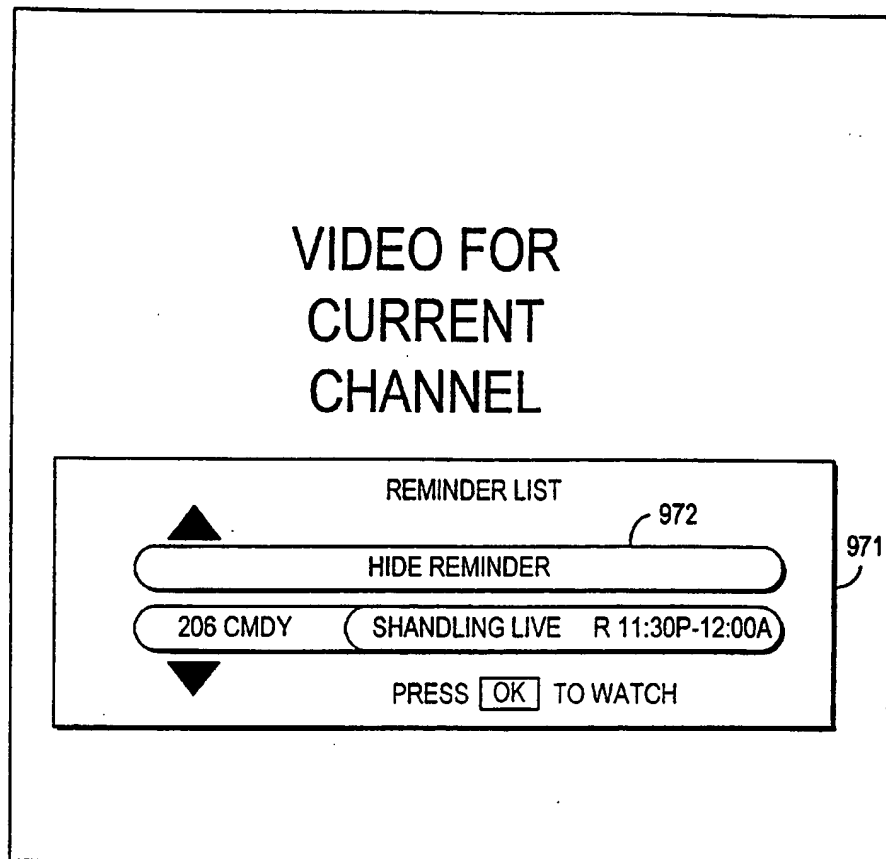 VIDEO FOR
CURRENT
CHANNEL
REMINDER LIST
972
HIDE REMINDER
971
206 CMDY SHANDLING LIVE R 11:30P-12:00A
PRESS OK TO WATCH